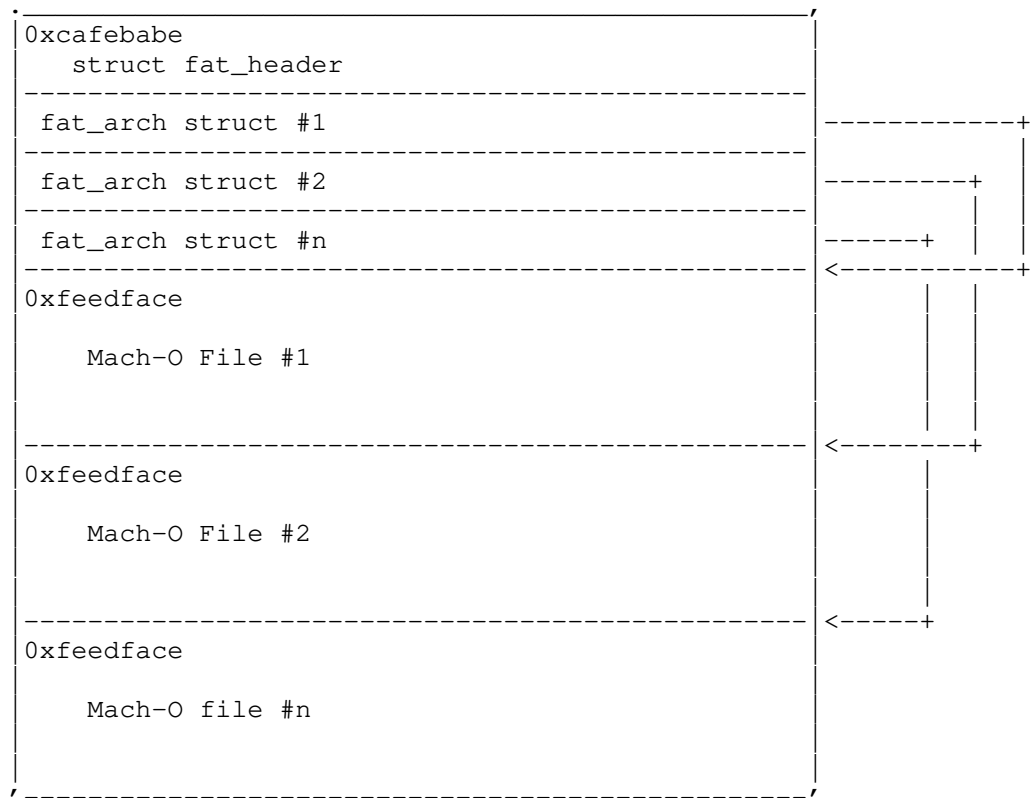 0xcafebabe
struct fat_header
fat_arch struct #1
fat_arch struct #2
fat_arch struct #n
0xfeedface
Mach-O File #1
0xfeedface
Mach-O File #2
0xfeedface
Mach-O file #n